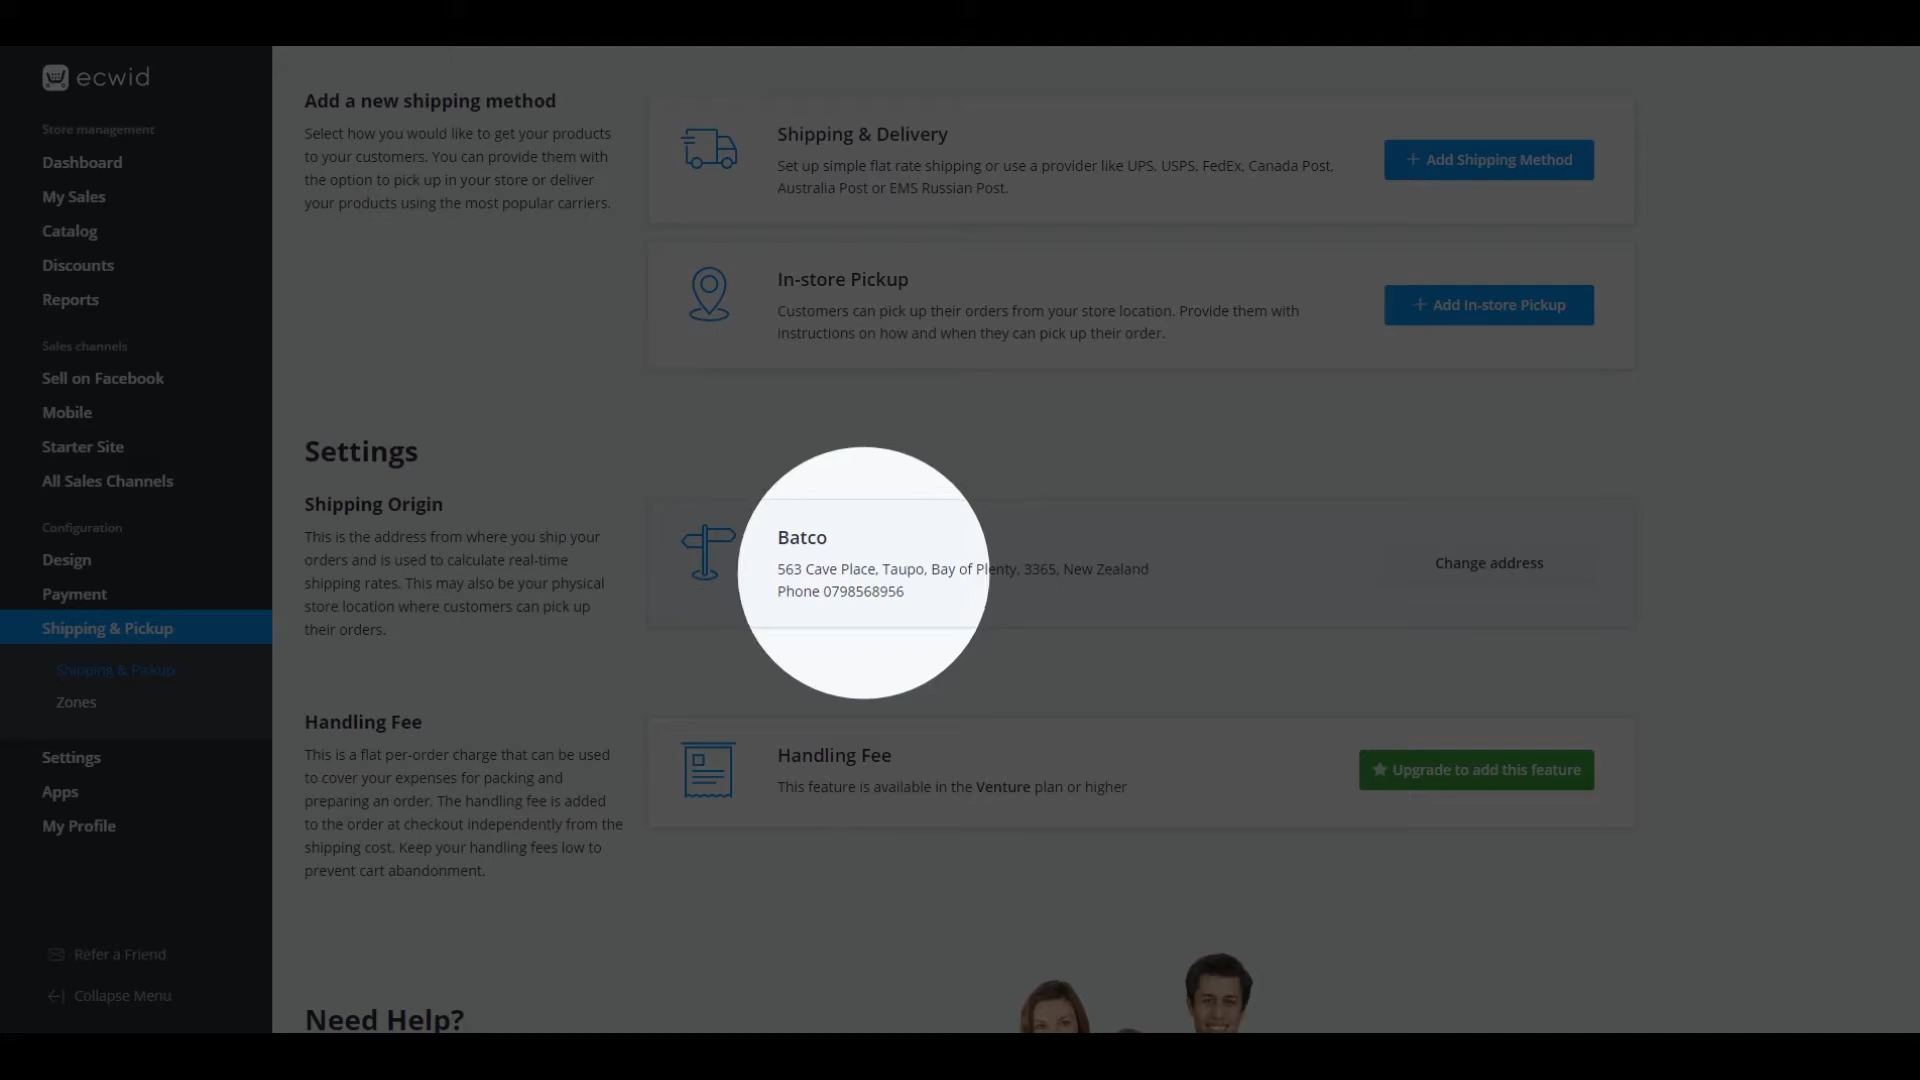 ecwid
Store management
Dashboard
My Sales
Catalog
Discounts
Reports
Sales channels
Sell on Facebook
Mobile
Starter Site
All Sales Channels
Configuration
Design
Payment
Shipping & Pickup
Shipping & Pickup
Zones
Settings
Apps
My Profile
Refer a Friend
Collapse Menu
Add a new shipping method
Select how you would like to get your products
to your customers. You can provide them with
the option to pick up in your store or deliver
your products using the most popular carriers.
Shipping & Delivery
Set up simple flat rate shipping or use a provider like UPS, USPS, FedEx, Canada Post,
Australia Post or EMS Russian Post.
+ Add Shipping Method
In-store Pickup
Customers can pick up their orders from your store location. Provide them with
instructions on how and when they can pick up their order.
+ Add In-store Pickup
Settings
Shipping Origin
This is the address from where you ship your
orders and is used to calculate real-time
shipping rates. This may also be your physical
store location where customers can pick up
their orders.
Batco
563 Cave Place, Taupo, Bay of Plenty, 3365, New Zealand
Phone 0798568956
Change address
Handling Fee
This is a flat per-order charge that can be used
to cover your expenses for packing and
preparing an order. The handling fee is added
to the order at checkout independently from the
shipping cost. Keep your handling fees low to
prevent cart abandonment.
Handling Fee
This feature is available in the Venture plan or higher
Upgrade to add this feature
Need Help?